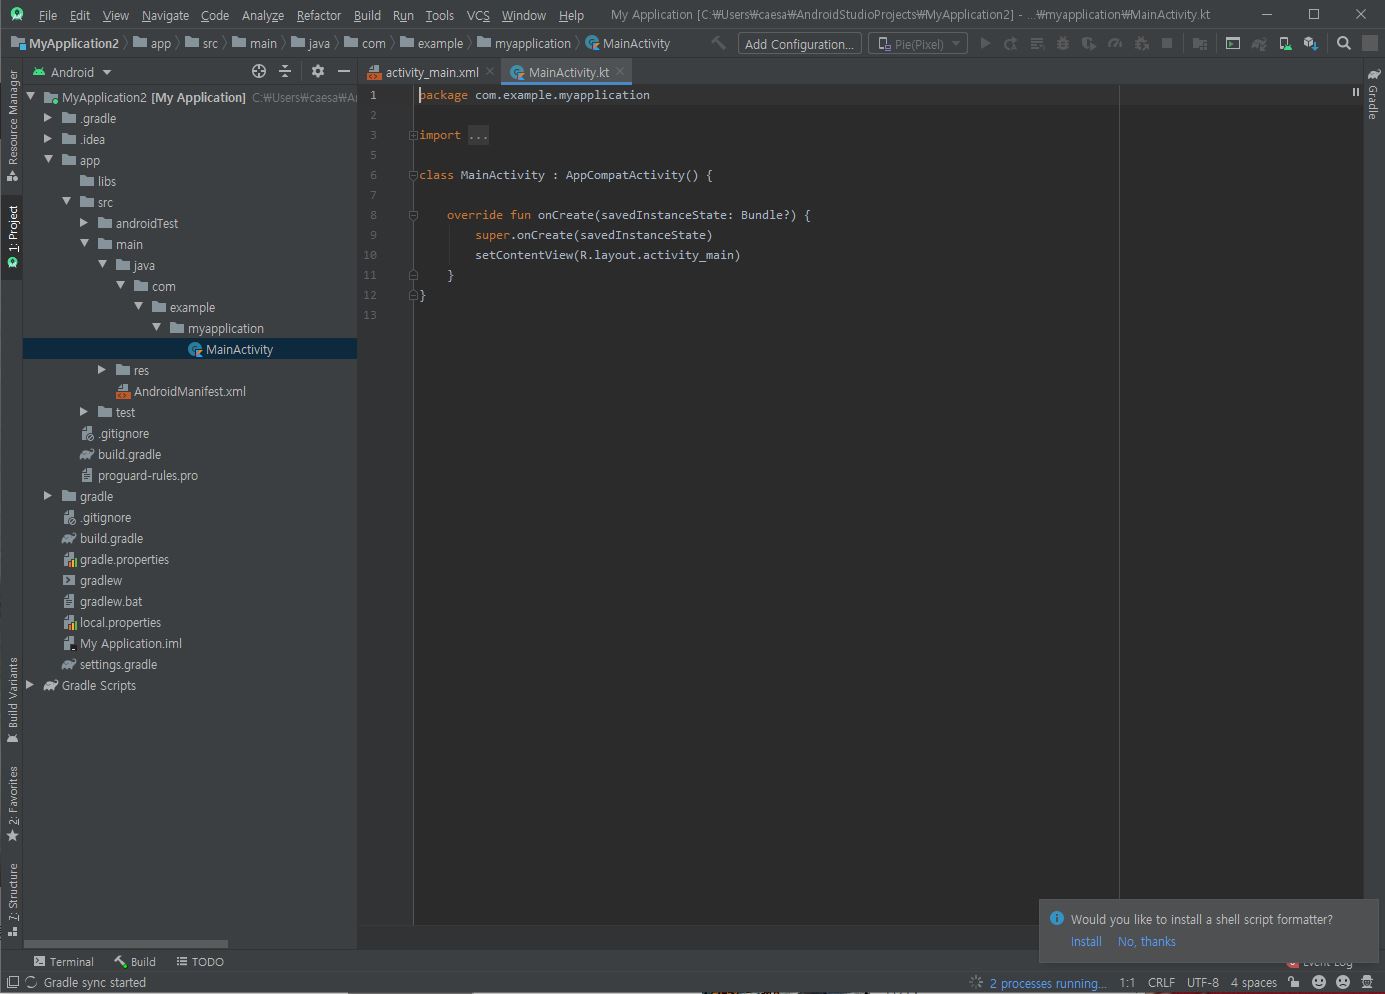 File Edit View Navigate Code Analyze Refactor Build Run Tools VCS Window Help My Application [C:₩Users₩caesa₩AndroidStudioProjects₩MyApplication2] - ...₩myapplication₩MainActivity.kt
MyApplication2 app src main java com example myapplication MainActivity Add Configuration... Pie(Pixel)
Resource Manager
1: Project
Build Variants
2: Favorites
7: Structure
Android
MyApplication2 [My Application] C:₩Users₩caesa₩A
.gradle
.idea
app
libs
src
androidTest
main
java
com
example
myapplication
MainActivity
res
AndroidManifest.xml
test
.gitignore
build.gradle
proguard-rules.pro
gradle
.gitignore
build.gradle
gradle.properties
gradlew
gradlew.bat
local.properties
My Application.iml
settings.gradle
Gradle Scripts
activity_main.xml MainActivity.kt
1 package com.example.myapplication
2
3 import ...
5
6 class MainActivity : AppCompatActivity() {
7
8 override fun onCreate(savedInstanceState: Bundle?) {
9 super.onCreate(savedInstanceState)
10 setContentView(R.layout.activity_main)
11 }
12 }
13
Gradle
Would you like to install a shell script formatter?
Install No, thanks
Terminal Build TODO Event Log
Gradle sync started 2 processes running... 1:1 CRLF UTF-8 4 spaces